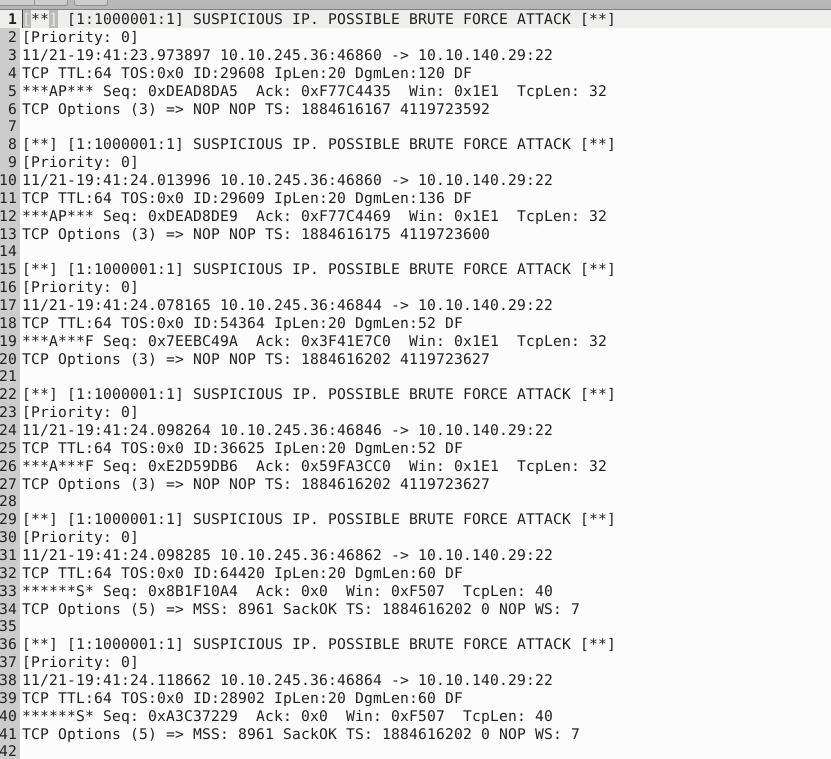 1 [**] [1:1000001:1] SUSPICIOUS IP. POSSIBLE BRUTE FORCE ATTACK [**]
2 [Priority: 0]
3 11/21-19:41:23.973897 10.10.245.36:46860 -> 10.10.140.29:22
4 TCP TTL:64 TOS:0x0 ID:29608 IpLen:20 DgmLen:120 DF
5 ***AP*** Seq: 0xDEAD8DA5  Ack: 0xF77C4435  Win: 0x1E1  TcpLen: 32
6 TCP Options (3) => NOP NOP TS: 1884616167 4119723592
7
8 [**] [1:1000001:1] SUSPICIOUS IP. POSSIBLE BRUTE FORCE ATTACK [**]
9 [Priority: 0]
10 11/21-19:41:24.013996 10.10.245.36:46860 -> 10.10.140.29:22
11 TCP TTL:64 TOS:0x0 ID:29609 IpLen:20 DgmLen:136 DF
12 ***AP*** Seq: 0xDEAD8DE9  Ack: 0xF77C4469  Win: 0x1E1  TcpLen: 32
13 TCP Options (3) => NOP NOP TS: 1884616175 4119723600
14
15 [**] [1:1000001:1] SUSPICIOUS IP. POSSIBLE BRUTE FORCE ATTACK [**]
16 [Priority: 0]
17 11/21-19:41:24.078165 10.10.245.36:46844 -> 10.10.140.29:22
18 TCP TTL:64 TOS:0x0 ID:54364 IpLen:20 DgmLen:52 DF
19 ***A***F Seq: 0x7EEBC49A  Ack: 0x3F41E7C0  Win: 0x1E1  TcpLen: 32
20 TCP Options (3) => NOP NOP TS: 1884616202 4119723627
21
22 [**] [1:1000001:1] SUSPICIOUS IP. POSSIBLE BRUTE FORCE ATTACK [**]
23 [Priority: 0]
24 11/21-19:41:24.098264 10.10.245.36:46846 -> 10.10.140.29:22
25 TCP TTL:64 TOS:0x0 ID:36625 IpLen:20 DgmLen:52 DF
26 ***A***F Seq: 0xE2D59DB6  Ack: 0x59FA3CC0  Win: 0x1E1  TcpLen: 32
27 TCP Options (3) => NOP NOP TS: 1884616202 4119723627
28
29 [**] [1:1000001:1] SUSPICIOUS IP. POSSIBLE BRUTE FORCE ATTACK [**]
30 [Priority: 0]
31 11/21-19:41:24.098285 10.10.245.36:46862 -> 10.10.140.29:22
32 TCP TTL:64 TOS:0x0 ID:64420 IpLen:20 DgmLen:60 DF
33 ******S* Seq: 0x8B1F10A4  Ack: 0x0  Win: 0xF507  TcpLen: 40
34 TCP Options (5) => MSS: 8961 SackOK TS: 1884616202 0 NOP WS: 7
35
36 [**] [1:1000001:1] SUSPICIOUS IP. POSSIBLE BRUTE FORCE ATTACK [**]
37 [Priority: 0]
38 11/21-19:41:24.118662 10.10.245.36:46864 -> 10.10.140.29:22
39 TCP TTL:64 TOS:0x0 ID:28902 IpLen:20 DgmLen:60 DF
40 ******S* Seq: 0xA3C37229  Ack: 0x0  Win: 0xF507  TcpLen: 40
41 TCP Options (5) => MSS: 8961 SackOK TS: 1884616202 0 NOP WS: 7
42